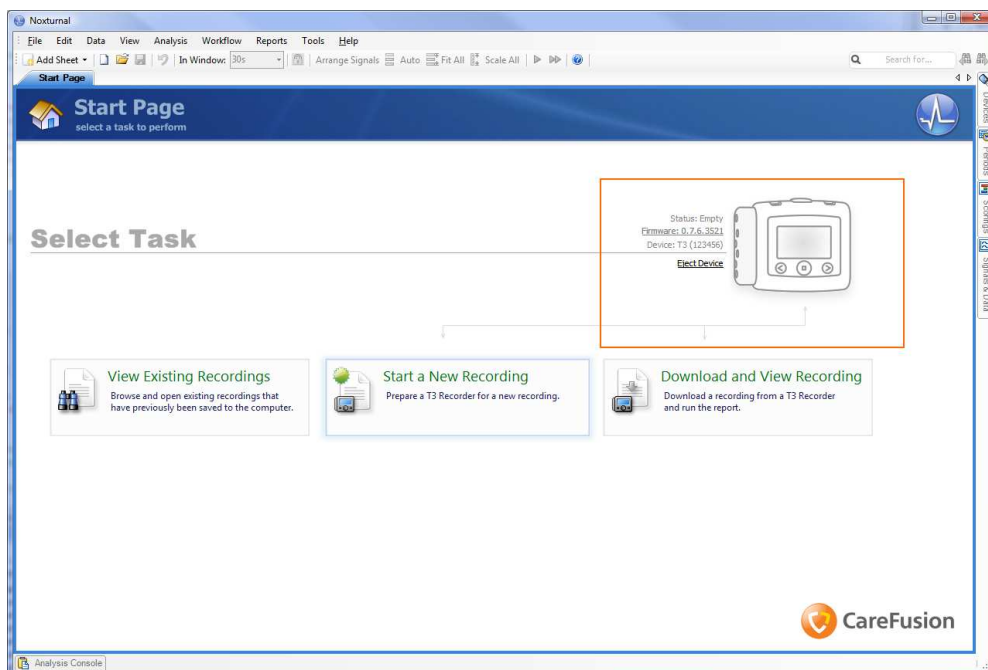 Noxturnal
File Edit Data View Analysis Workflow Reports Tools Help
Add Sheet In Window: 30s Arrange Signals Auto Fit All Scale All Search for...
Start Page
Start Page
select a task to perform
Devices
Periods
Scorings
Signals & Data
Select Task
Status: Empty
Firmware: 0.7.6.3521
Device: T3 (123456)
Eject Device
View Existing Recordings
Browse and open existing recordings that
have previously been saved to the computer.
Start a New Recording
Prepare a T3 Recorder for a new recording.
Download and View Recording
Download a recording from a T3 Recorder
and run the report.
CareFusion
Analysis Console